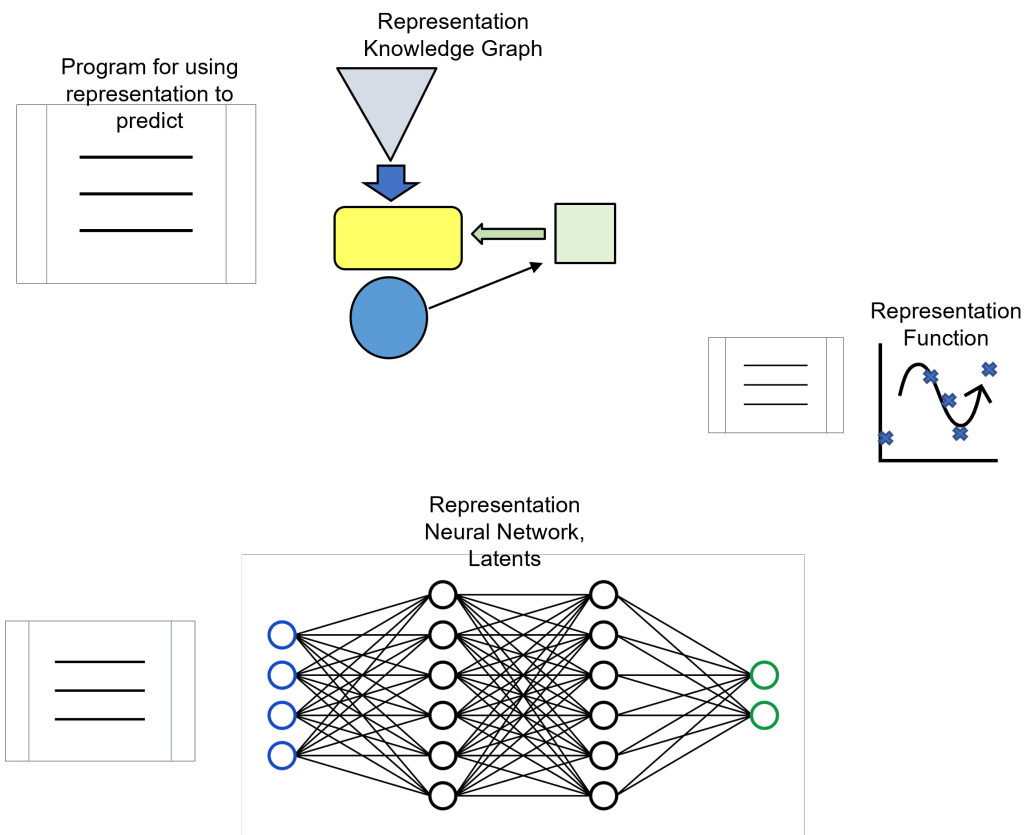 Representation
Knowledge Graph
Program for using
representation to
predict
Representation
Function
Representation
Neural Network,
Latents